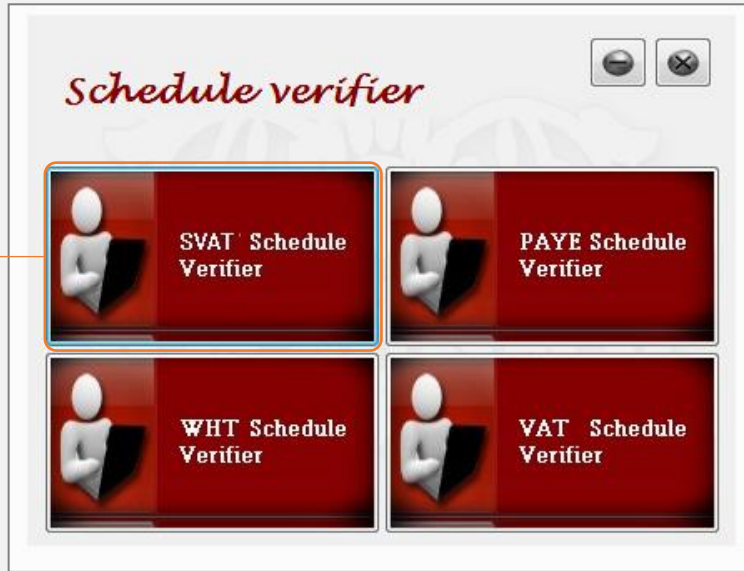 Schedule verifier
SVAT Schedule
Verifier
PAYE Schedule
Verifier
WHT Schedule
Verifier
VAT Schedule
Verifier